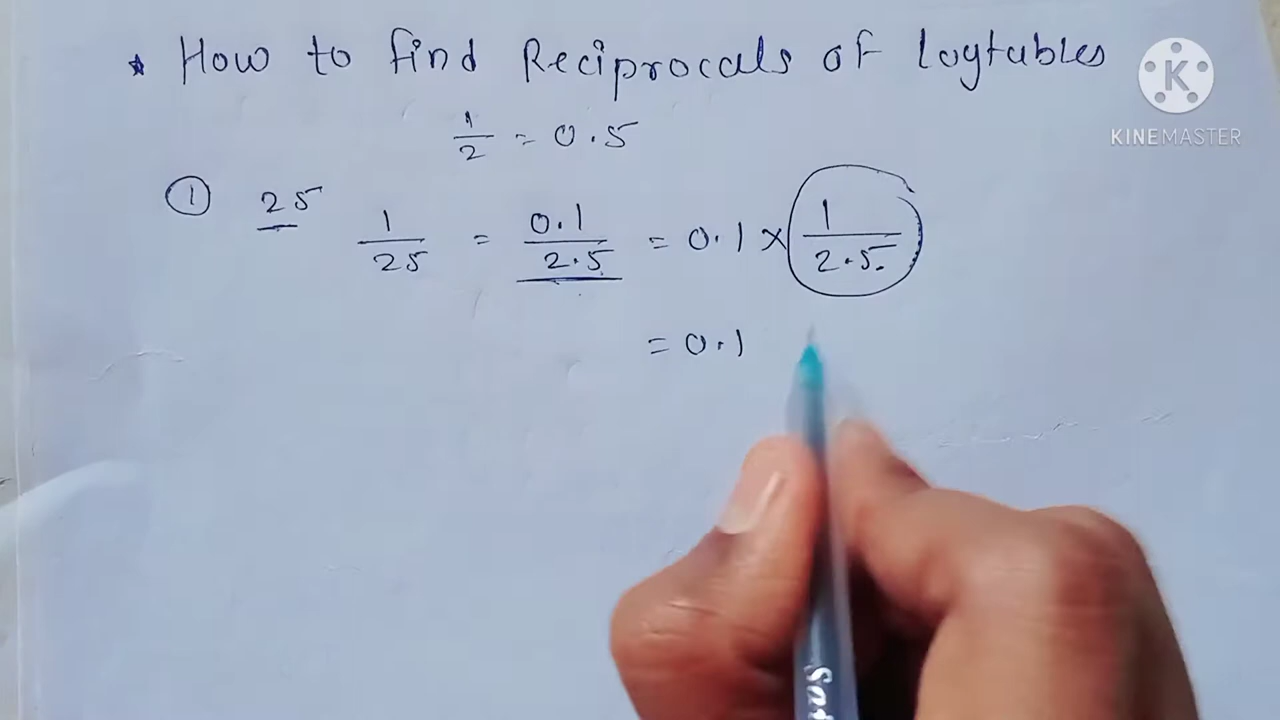 * How to find Reciprocals of logtables
K
KINEMASTER
1/2 = 0.5
① 25
1/25 = 0.1/2.5 = 0.1 × 1/2.5
= 0.1